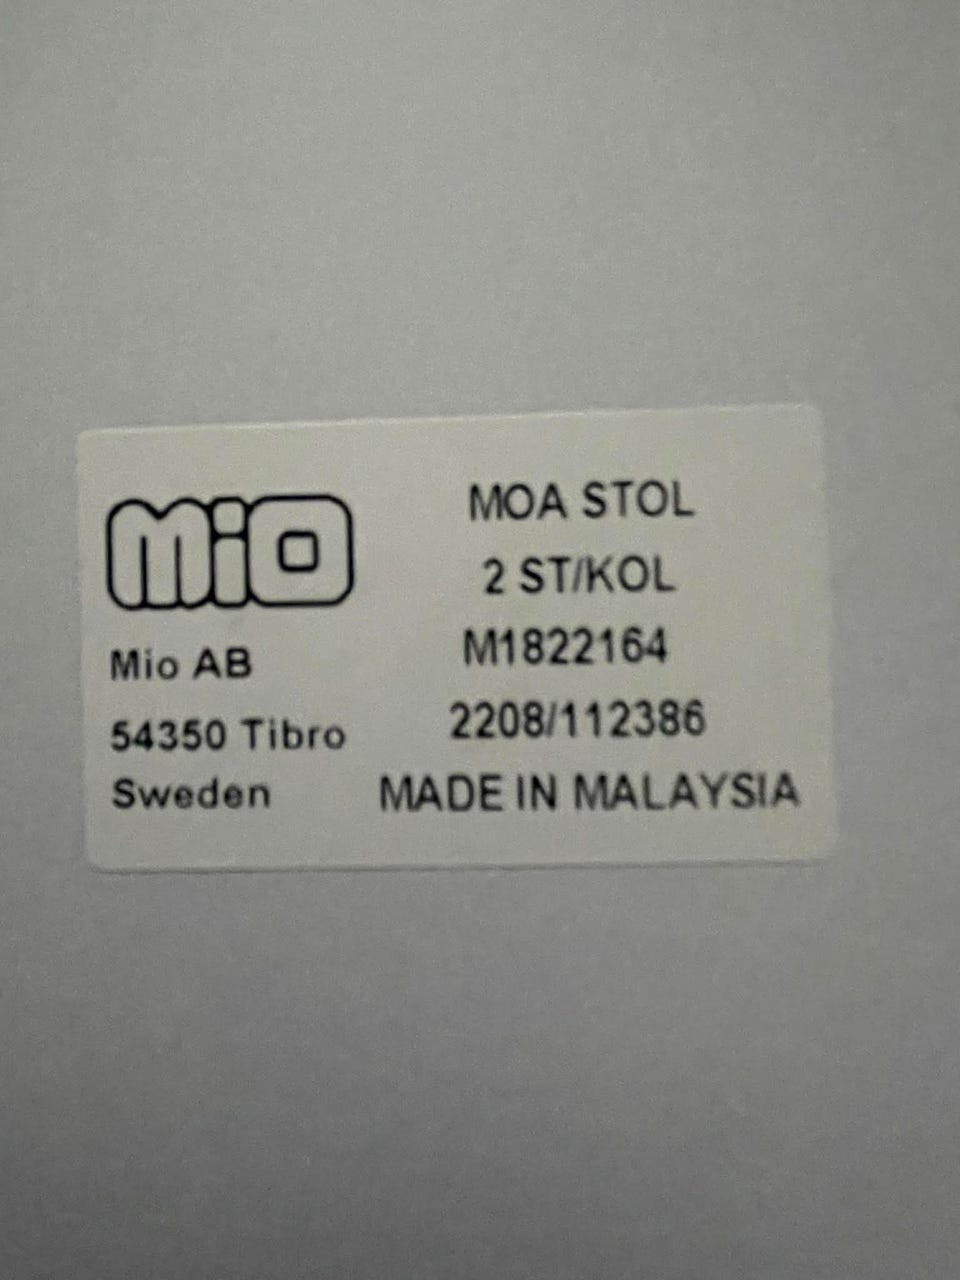 mio
Mio AB
54350 Tibro
Sweden
MOA STOL
2 ST/KOL
M1822164
2208/112386
MADE IN MALAYSIA